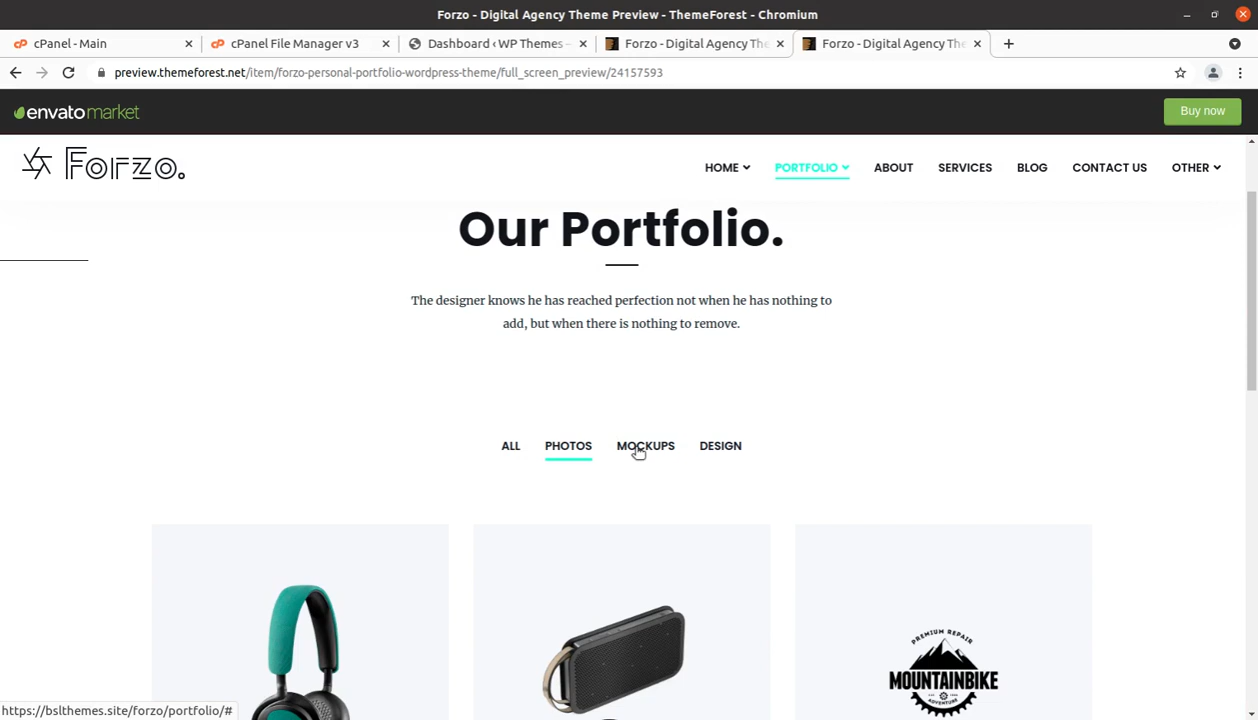 Forzo - Digital Agency Theme Preview - ThemeForest - Chromium
cPanel - Main
cPanel File Manager v3
Dashboard ‹ WP Themes –
Forzo - Digital Agency The
Forzo - Digital Agency The
preview.themeforest.net/item/forzo-personal-portfolio-wordpress-theme/full_screen_preview/24157593
envatomarket
Buy now
Forzo.
HOME
PORTFOLIO
ABOUT
SERVICES
BLOG
CONTACT US
OTHER
Our Portfolio.
The designer knows he has reached perfection not when he has nothing to
add, but when there is nothing to remove.
ALL
PHOTOS
MOCKUPS
DESIGN
PREMIUM REPAIR
MOUNTAINBIKE
ADVENTURE
https://bslthemes.site/forzo/portfolio/#